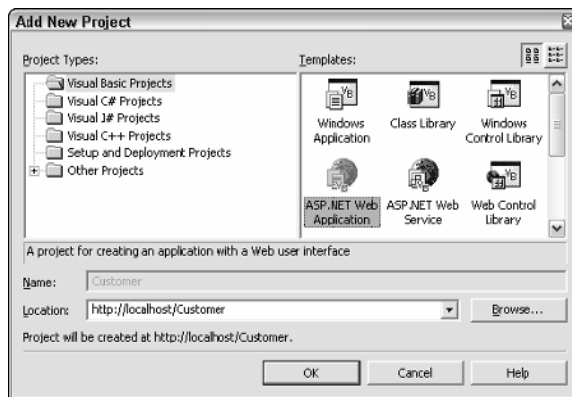 Add New Project
Project Types:
Visual Basic Projects
Visual C# Projects
Visual J# Projects
Visual C++ Projects
Setup and Deployment Projects
Other Projects
Templates:
Windows Application
Class Library
Windows Control Library
ASP.NET Web Application
ASP.NET Web Service
Web Control Library
A project for creating an application with a Web user interface
Name: Customer
Location: http://localhost/Customer Browse...
Project will be created at http://localhost/Customer.
OK Cancel Help